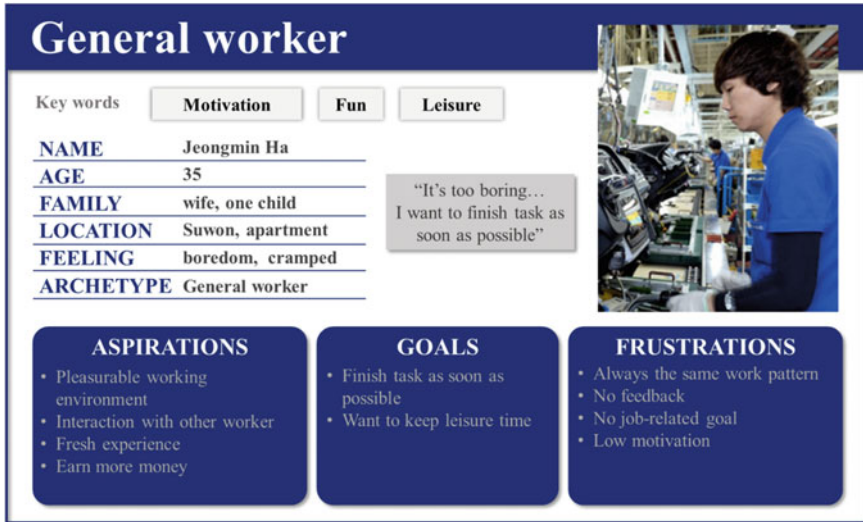 General worker
Key words
Motivation
Fun
Leisure
NAME Jeongmin Ha
AGE 35
FAMILY wife, one child
LOCATION Suwon, apartment
FEELING boredom, cramped
ARCHETYPE General worker
“It’s too boring…
I want to finish task as
soon as possible”
ASPIRATIONS
• Pleasurable working
environment
• Interaction with other worker
• Fresh experience
• Earn more money
GOALS
• Finish task as soon as
possible
• Want to keep leisure time
FRUSTRATIONS
• Always the same work pattern
• No feedback
• No job-related goal
• Low motivation